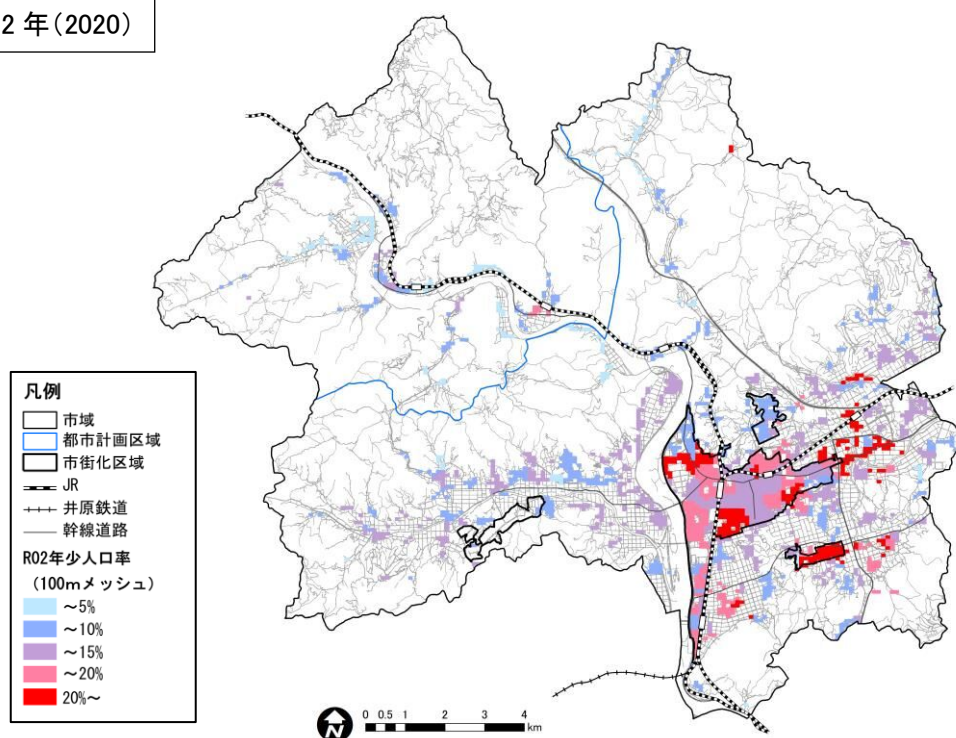 2 年(2020)
凡例
市域
都市計画区域
市街化区域
JR
井原鉄道
幹線道路
R02年少人口率
(100mメッシュ)
～5%
～10%
～15%
～20%
20%～
0 0.5 1 2 3 4
km